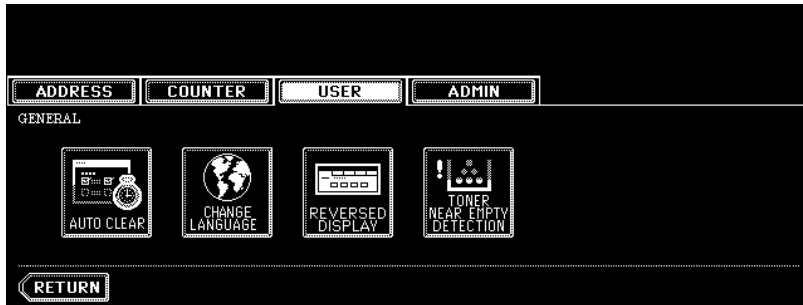 ADDRESS COUNTER USER ADMIN
GENERAL
AUTO CLEAR
CHANGE
LANGUAGE
REVERSED
DISPLAY
!
TONER
NEAR EMPTY
DETECTION
RETURN